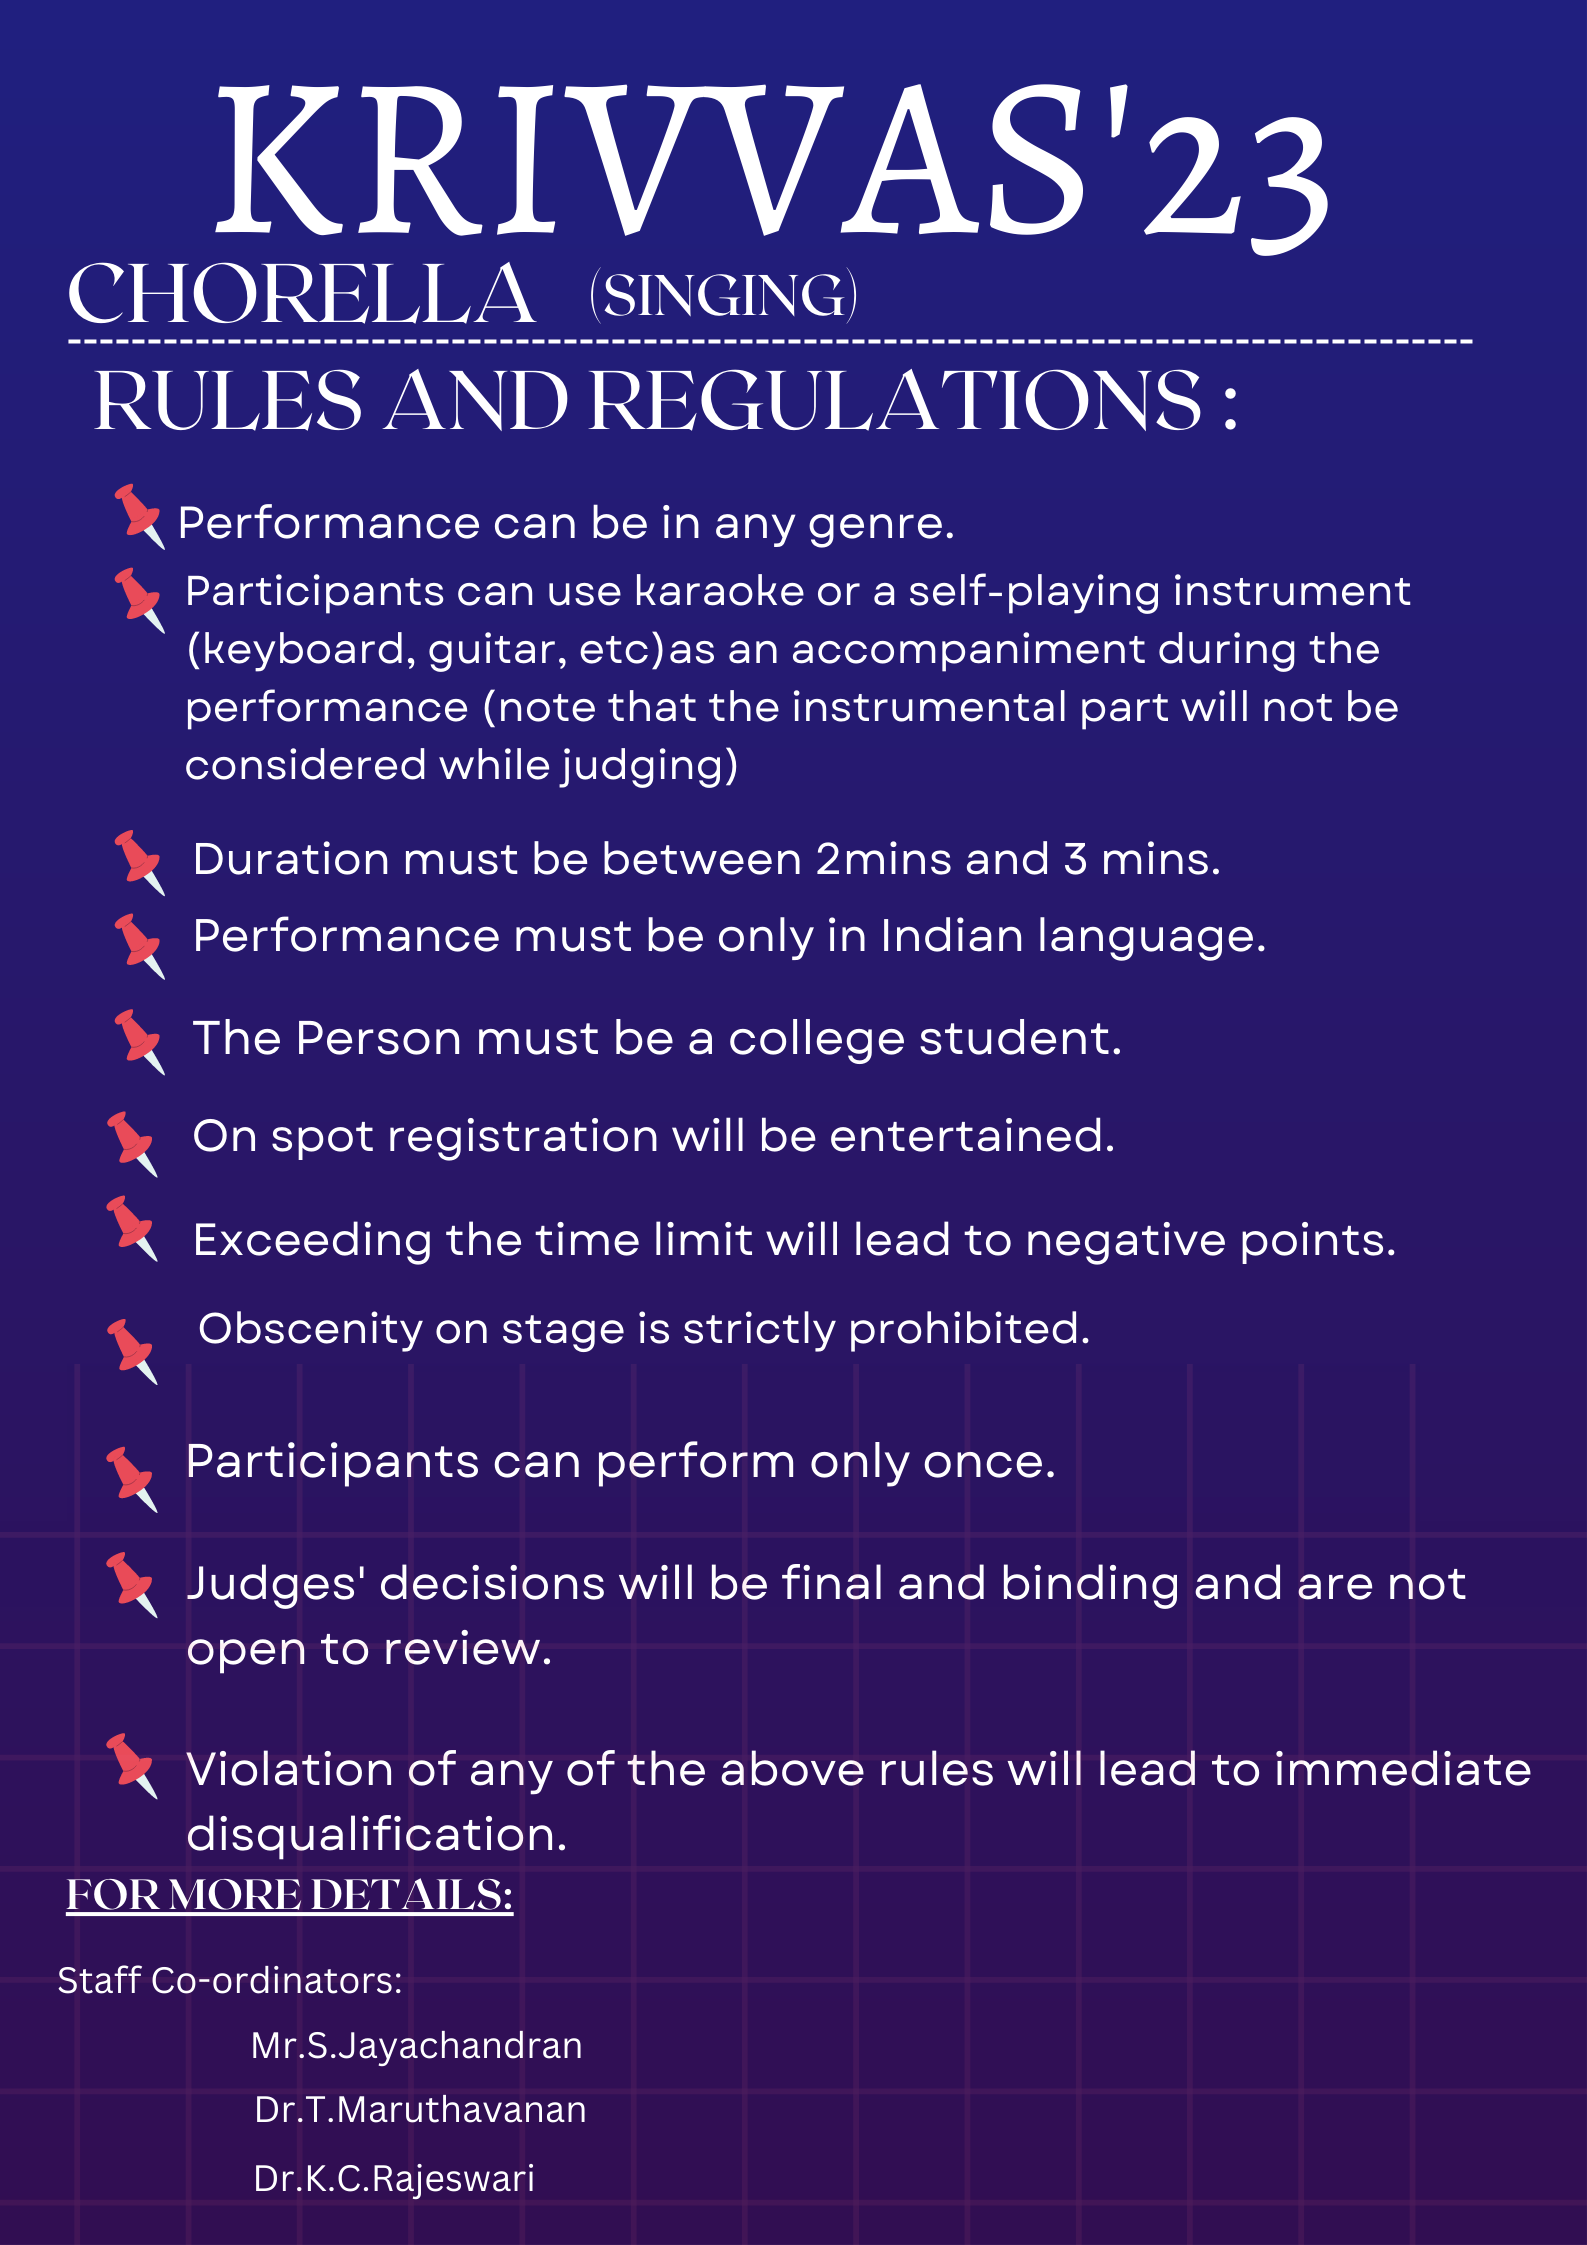 KRIVVAS'23
CHORELLA (SINGING)
RULES AND REGULATIONS :
Performance can be in any genre.
Participants can use karaoke or a self-playing instrument
(keyboard, guitar, etc)as an accompaniment during the
performance (note that the instrumental part will not be
considered while judging)
Duration must be between 2mins and 3 mins.
Performance must be only in Indian language.
The Person must be a college student.
On spot registration will be entertained.
Exceeding the time limit will lead to negative points.
Obscenity on stage is strictly prohibited.
Participants can perform only once.
Judges' decisions will be final and binding and are not
open to review.
Violation of any of the above rules will lead to immediate
disqualification.
FOR MORE DETAILS:
Staff Co-ordinators:
Mr.S.Jayachandran
Dr.T.Maruthavanan
Dr.K.C.Rajeswari